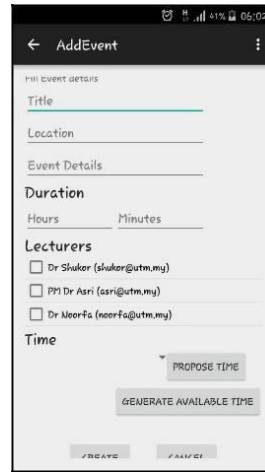 41% 06:02
← AddEvent
Fill Event details
Title
Location
Event Details
Duration
Hours Minutes
Lecturers
Dr Shukor (shukor@utm.my)
PM Dr Asri (asri@utm.my)
Dr Noorfa (noorfa@utm.my)
Time
PROPOSE TIME
GENERATE AVAILABLE TIME
CREATE CANCEL